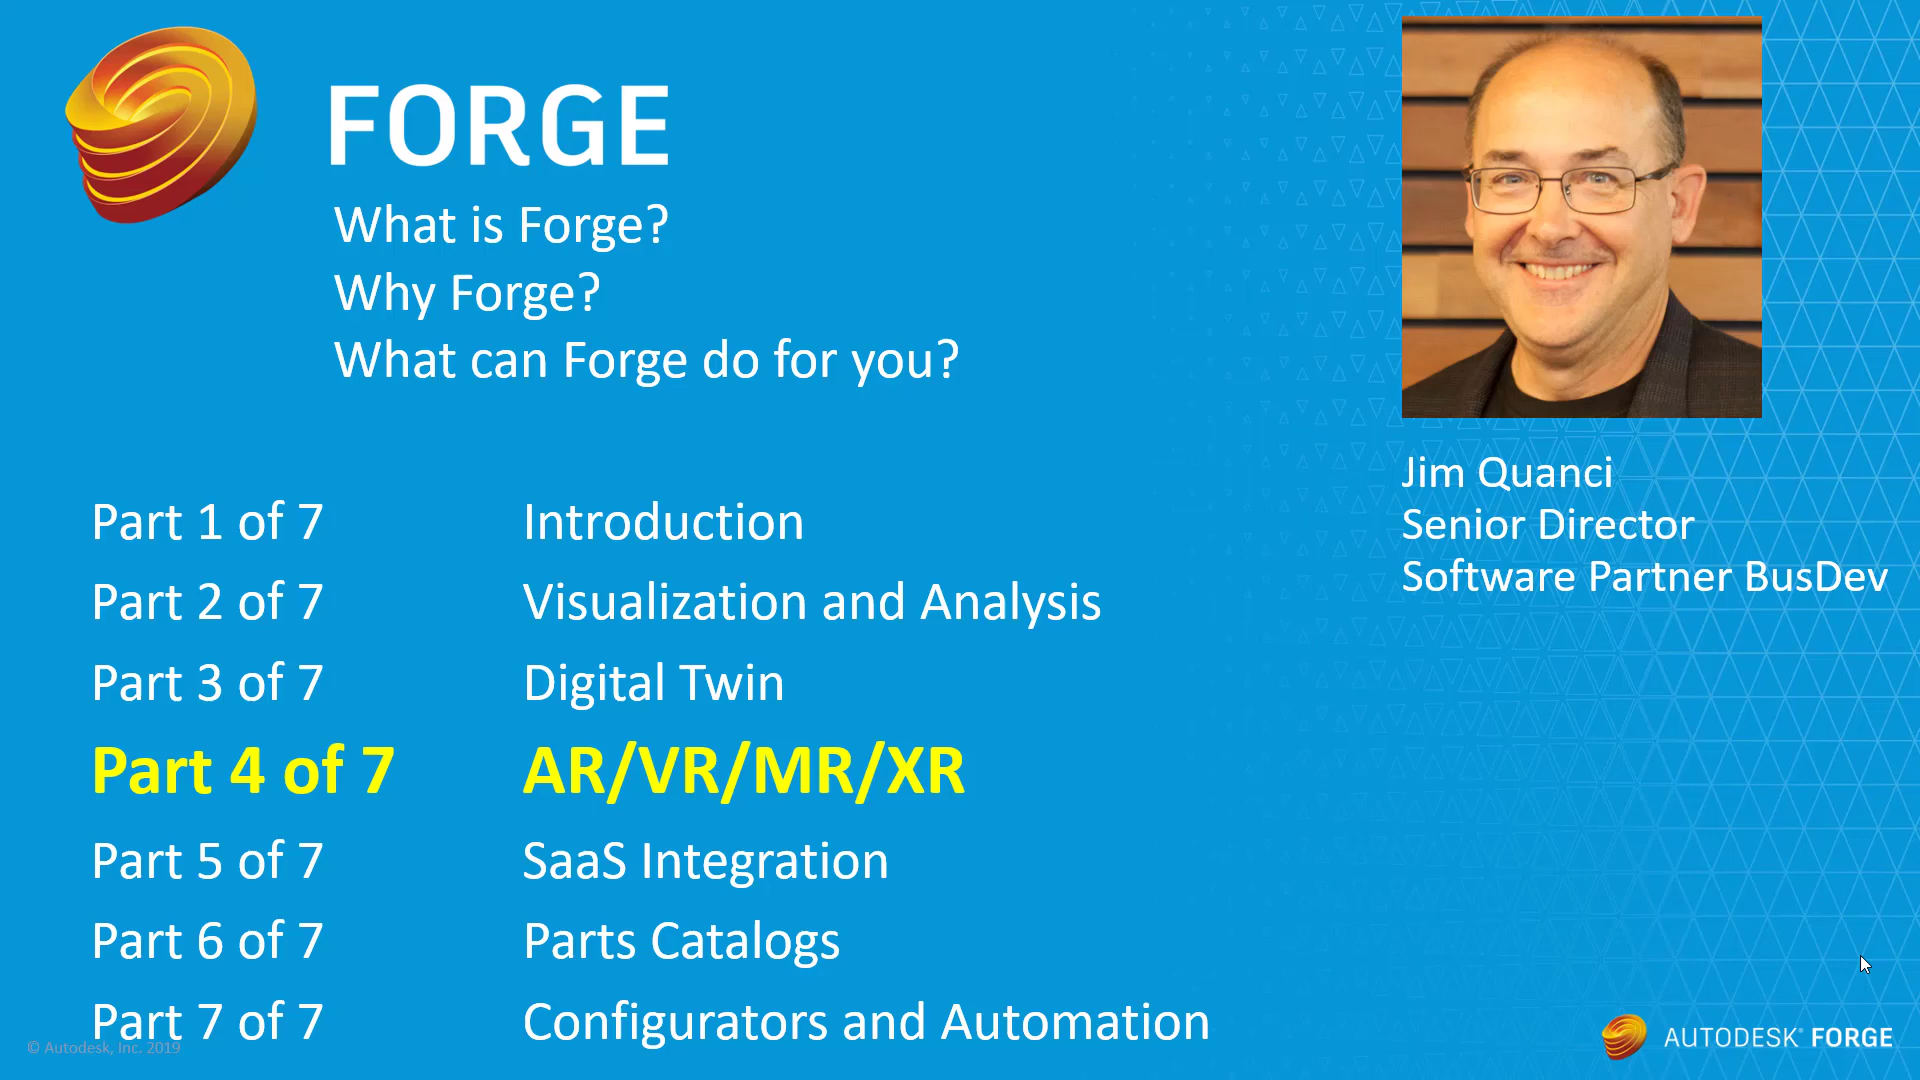 FORGE
What is Forge?
Why Forge?
What can Forge do for you?
Jim Quanci
Senior Director
Software Partner BusDev
Part 1 of 7 Introduction
Part 2 of 7 Visualization and Analysis
Part 3 of 7 Digital Twin
Part 4 of 7 AR/VR/MR/XR
Part 5 of 7 SaaS Integration
Part 6 of 7 Parts Catalogs
Part 7 of 7 Configurators and Automation
© Autodesk, Inc. 2019
AUTODESK® FORGE